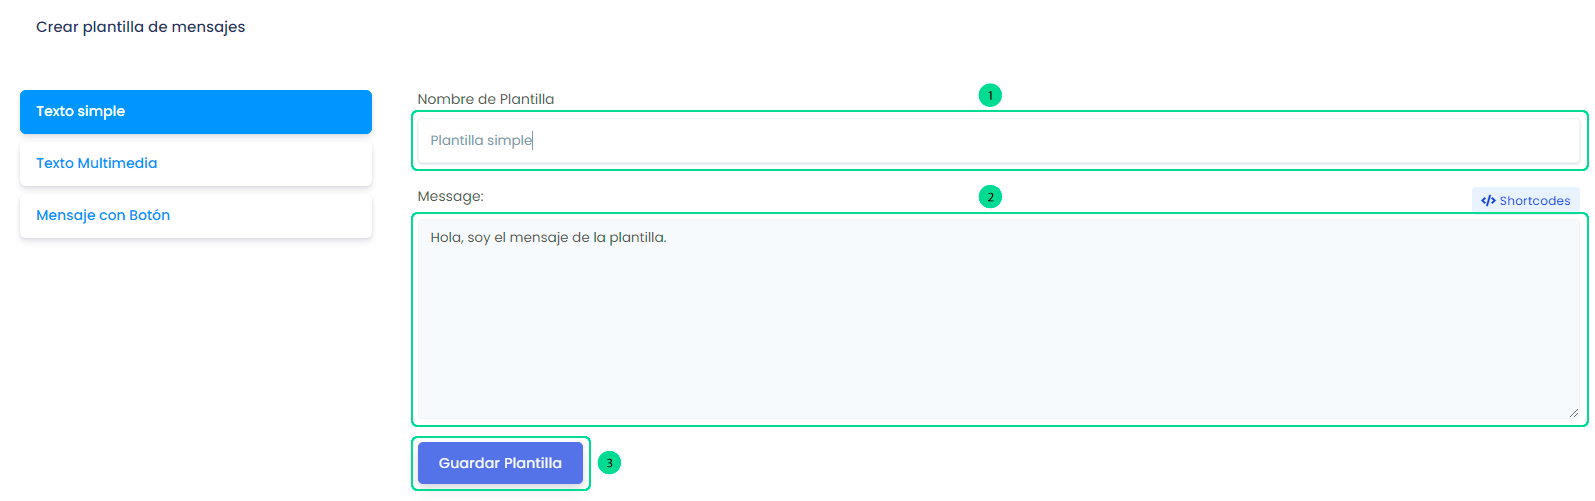 Crear plantilla de mensajes
Texto simple
Texto Multimedia
Mensaje con Botón
Nombre de Plantilla
1
Plantilla simple
Message:
2
</> Shortcodes
Hola, soy el mensaje de la plantilla.
Guardar Plantilla
3